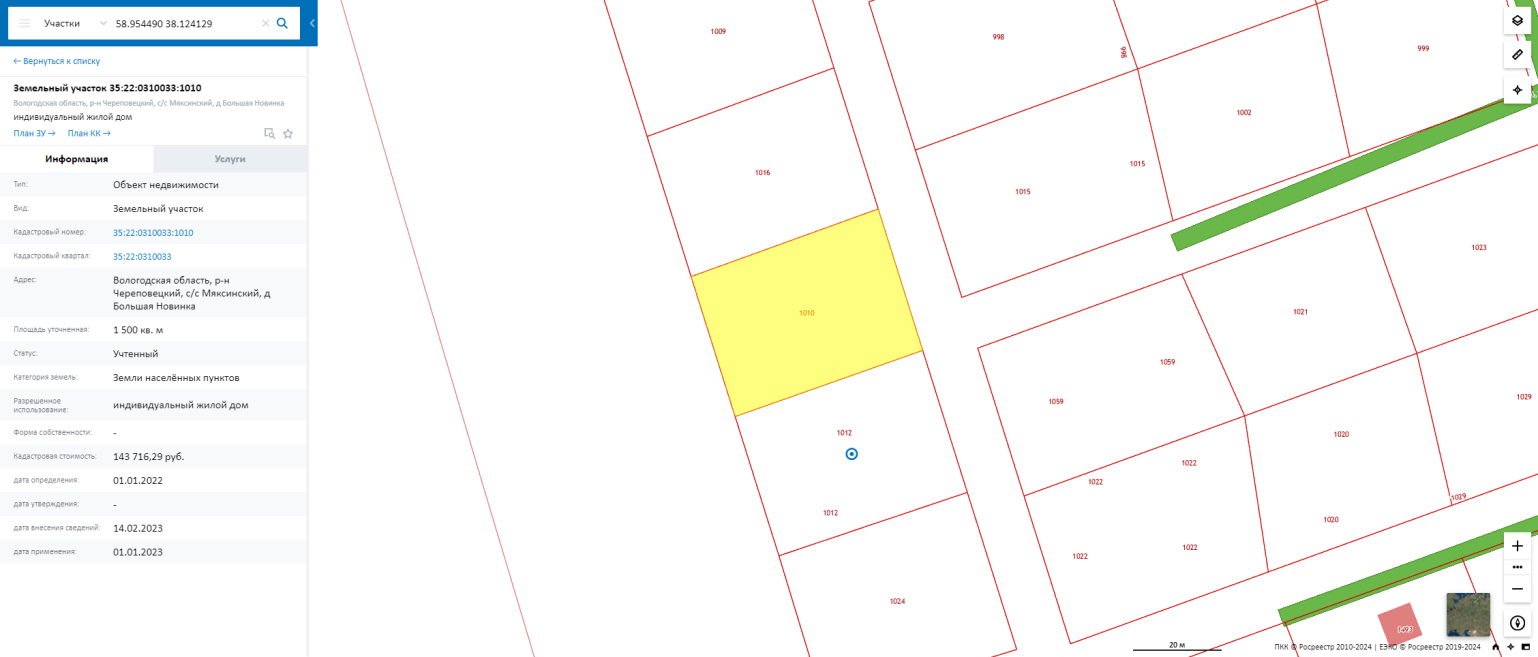 Участки
58.954490 38.124129
← Вернуться к списку
Земельный участок 35:22:0310033:1010
Вологодская область, р-н Череповецкий, с/с Мяксинский, д Большая Новинка
индивидуальный жилой дом
План ЗУ →
План КК →
Информация
Услуги
Тип:
Объект недвижимости
Вид:
Земельный участок
Кадастровый номер:
35:22:0310033:1010
Кадастровый квартал:
35:22:0310033
Адрес:
Вологодская область, р-н
Череповецкий, с/с Мяксинский, д
Большая Новинка
Площадь уточненная:
1 500 кв. м
Статус:
Учтенный
Категория земель:
Земли населённых пунктов
Разрешенное
использование:
индивидуальный жилой дом
Форма собственности:
-
Кадастровая стоимость:
143 716,29 руб.
дата определения:
01.01.2022
дата утверждения:
-
дата внесения сведений:
14.02.2023
дата применения:
01.01.2023
1009
998
998
999
1002
1016
1015
1015
1023
1010
1021
1059
1059
1029
1012
1020
1022
1022
1029
1012
1020
1022
1022
1024
1493
20 м
ПКК © Росреестр 2010-2024 | ЕЭКО © Росреестр 2019-2024